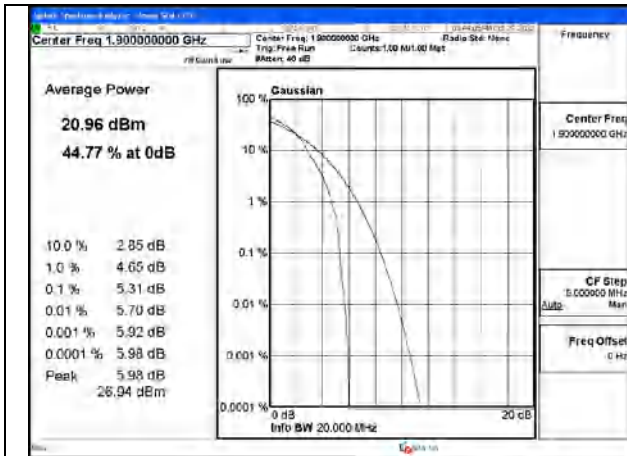 Center Freq 1.900000000 GHz
Center Freq: 1.900000000 GHz
Radio Std: None
Trig: Free Run
Counts:1.00 M/1.00 Mpt
#Atten: 40 dB
Average Power
20.96 dBm
44.77 % at 0dB
10.0 % 2.85 dB
1.0 % 4.65 dB
0.1 % 5.31 dB
0.01 % 5.70 dB
0.001 % 5.92 dB
0.0001 % 5.98 dB
Peak 5.98 dB
26.94 dBm
Gaussian
100 %
10 %
1 %
0.1 %
0.01 %
0.001 %
0.0001 %
0 dB
20 dB
Info BW 20.000 MHz
Frequency
Center Freq
1.900000000 GHz
CF Step
5.000000 MHz
Auto Man
Freq Offset
0 Hz